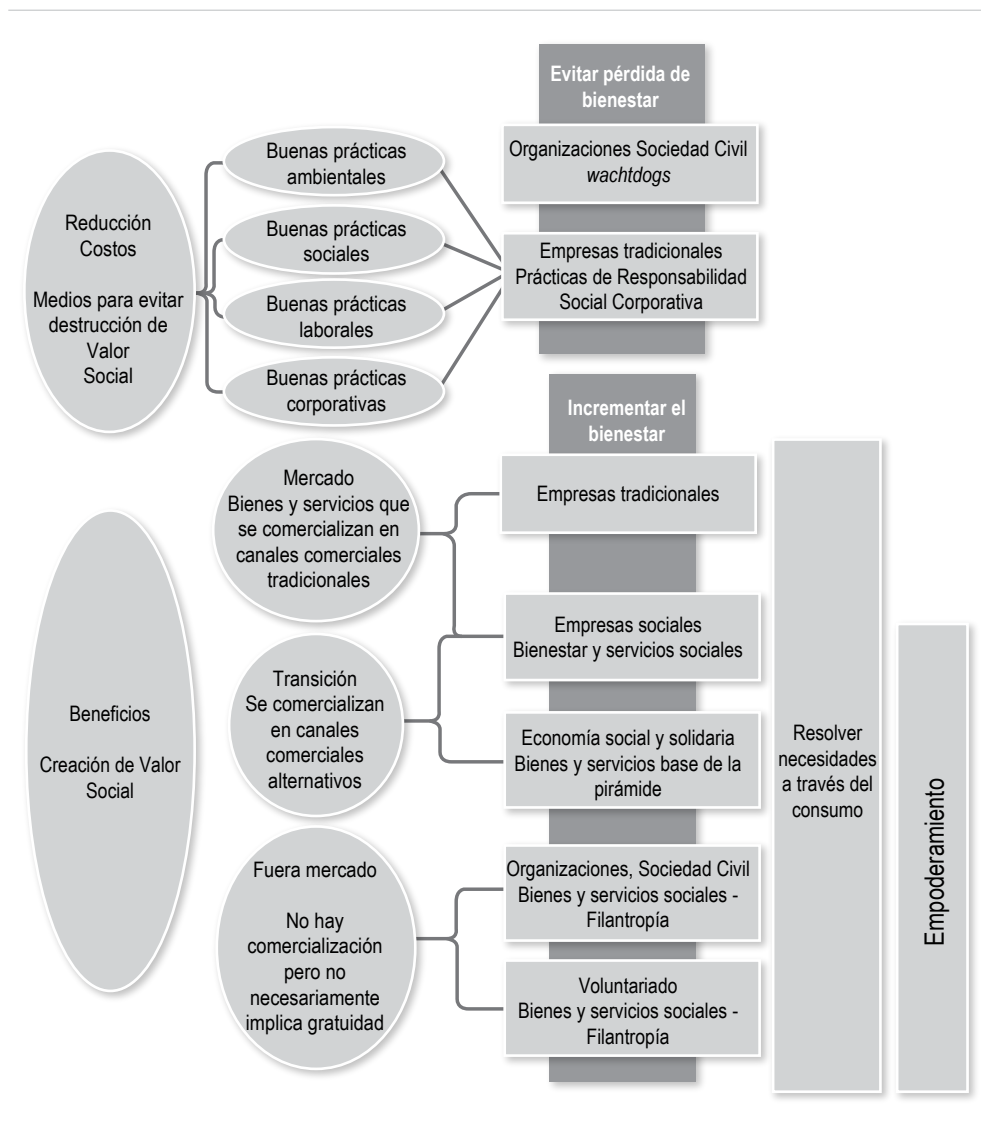 Evitar pérdida de
bienestar
Organizaciones Sociedad Civil
wachtdogs
Empresas tradicionales
Prácticas de Responsabilidad
Social Corporativa
Buenas prácticas
ambientales
Buenas prácticas
sociales
Buenas prácticas
laborales
Buenas prácticas
corporativas
Reducción
Costos
Medios para evitar
destrucción de
Valor
Social
Incrementar el
bienestar
Mercado
Bienes y servicios que
se comercializan en
canales comerciales
tradicionales
Empresas tradicionales
Empresas sociales
Bienestar y servicios sociales
Transición
Se comercializan
en canales
comerciales
alternativos
Economía social y solidaria
Bienes y servicios base de la
pirámide
Beneficios
Creación de Valor
Social
Fuera mercado
No hay
comercialización
pero no
necesariamente
implica gratuidad
Organizaciones, Sociedad Civil
Bienes y servicios sociales -
Filantropía
Voluntariado
Bienes y servicios sociales -
Filantropía
Resolver
necesidades
a través del
consumo
Empoderamiento